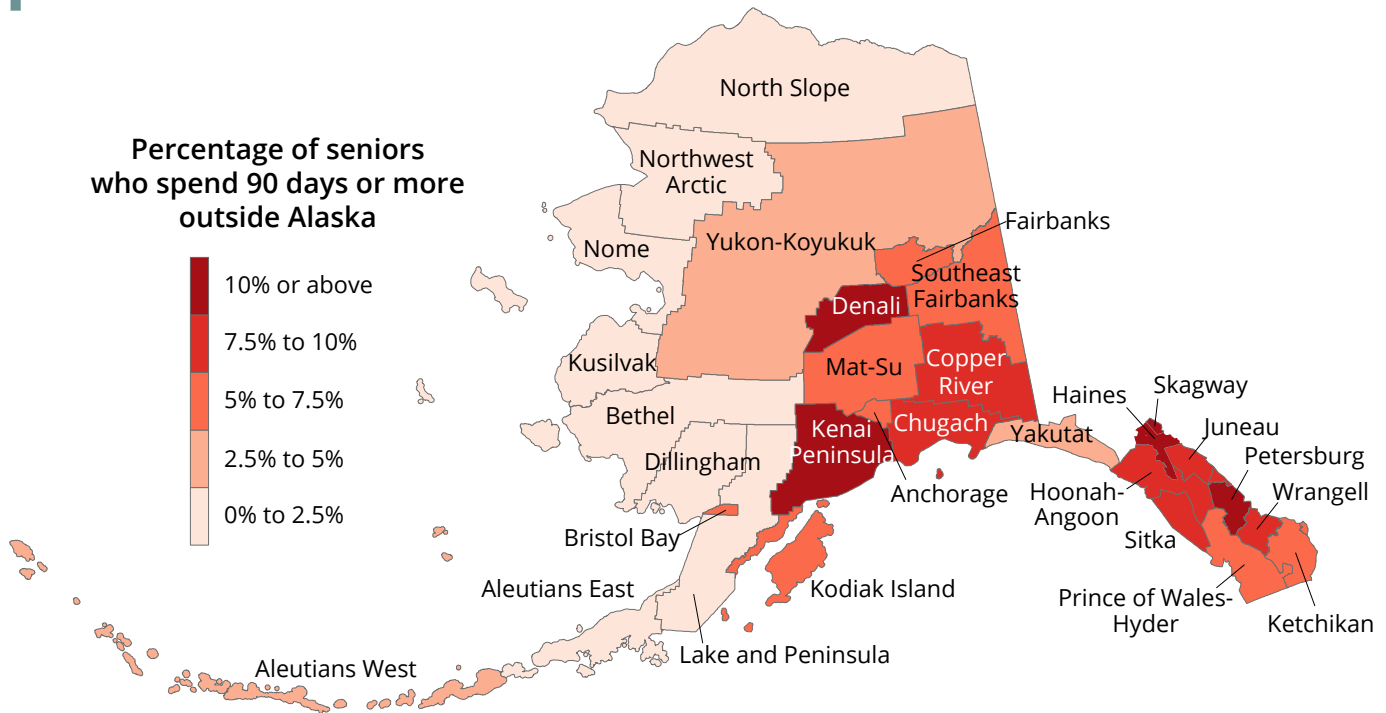 Percentage of seniors
who spend 90 days or more
outside Alaska
10% or above
7.5% to 10%
5% to 7.5%
2.5% to 5%
0% to 2.5%
North Slope
Northwest
Arctic
Nome
Yukon-Koyukuk
Fairbanks
Southeast
Fairbanks
Denali
Kusilvak
Mat-Su
Copper
River
Bethel
Kenai
Peninsula
Chugach
Yakutat
Dillingham
Anchorage
Bristol Bay
Haines
Skagway
Juneau
Petersburg
Wrangell
Hoonah-
Angoon
Sitka
Prince of Wales-
Hyder
Ketchikan
Aleutians East
Kodiak Island
Lake and Peninsula
Aleutians West